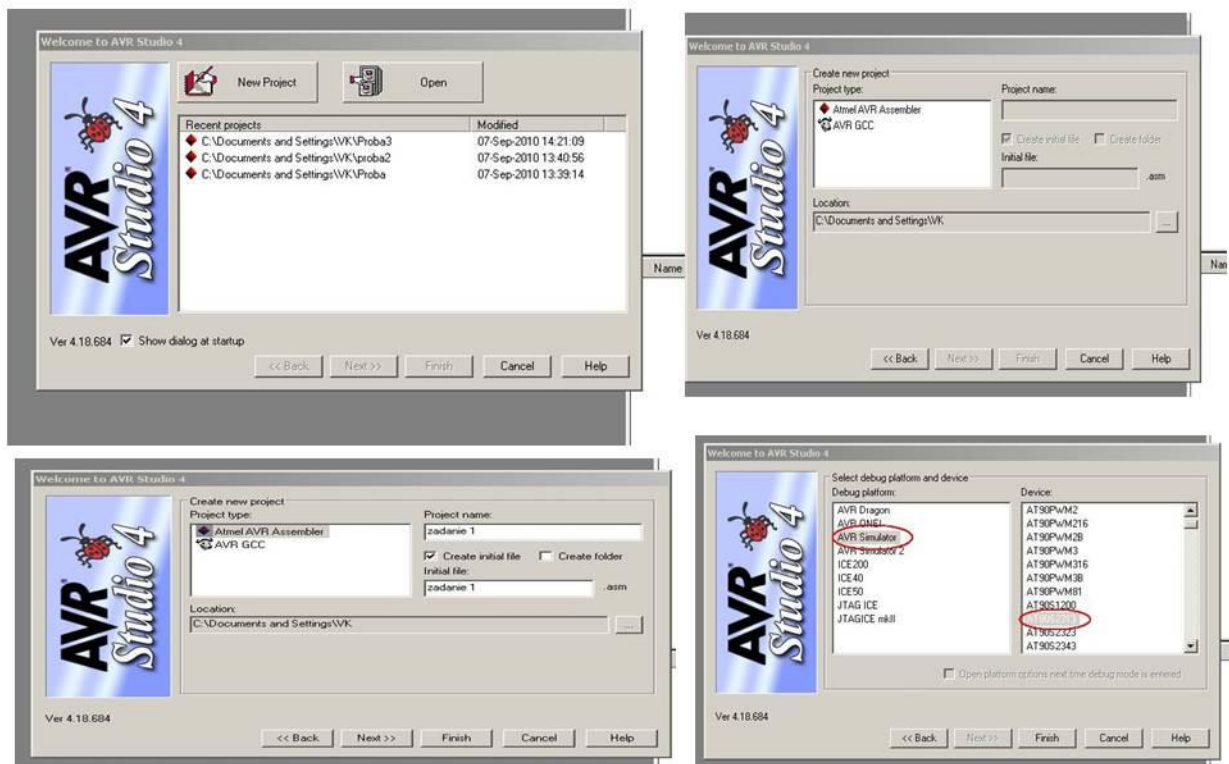 Welcome to AVR Studio 4
AVR Studio 4
New Project
Open
Recent projects Modified
C:\Documents and Settings\VK\Proba3 07-Sep-2010 14:21:09
C:\Documents and Settings\VK\proba2 07-Sep-2010 13:40:56
C:\Documents and Settings\VK\Proba 07-Sep-2010 13:39:14
Ver 4.18.684 Show dialog at startup
<< Back Next >> Finish Cancel Help
Name
Welcome to AVR Studio 4
AVR Studio 4
Create new project
Project type: Project name:
Atmel AVR Assembler
AVR GCC
Create initial file Create folder
Initial file:
.asm
Location:
C:\Documents and Settings\VK
...
Ver 4.18.684
<< Back Next >> Finish Cancel Help
Welcome to AVR Studio 4
AVR Studio 4
Create new project
Project type: Project name:
Atmel AVR Assembler zadanie 1
AVR GCC
Create initial file Create folder
Initial file:
zadanie 1 .asm
Location:
C:\Documents and Settings\VK
...
Ver 4.18.684
<< Back Next >> Finish Cancel Help
Welcome to AVR Studio 4
AVR Studio 4
Select debug platform and device
Debug platform: Device:
AVR Dragon AT90PWM2
AVR ONE! AT90PWM216
AVR Simulator AT90PWM2B
AVR Simulator 2 AT90PWM3
ICE200 AT90PWM316
ICE40 AT90PWM3B
ICE50 AT90PWM81
JTAG ICE AT90S1200
JTAGICE mkII AT90S2313
AT90S2323
AT90S2343
Open platform options next time debug mode is entered
Ver 4.18.684
<< Back Next >> Finish Cancel Help